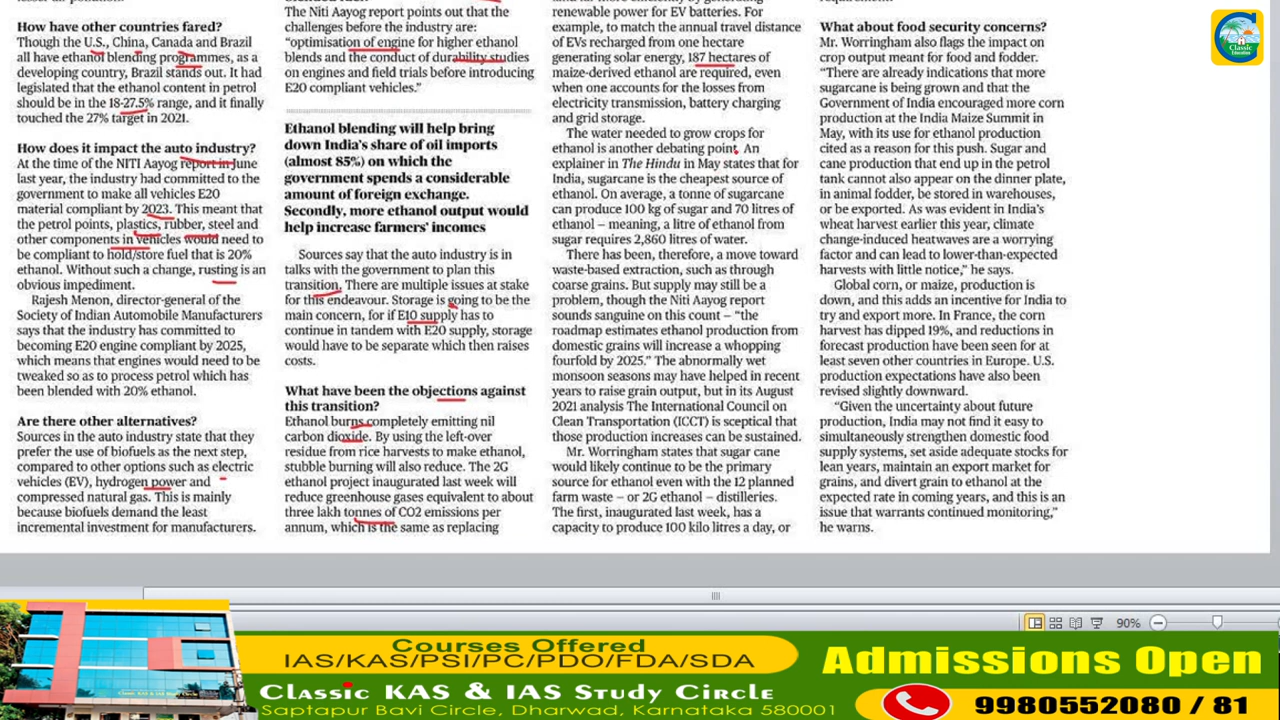 How have other countries fared?
Though the U.S., China, Canada and Brazil
all have ethanol blending programmes, as a
developing country, Brazil stands out. It had
legislated that the ethanol content in petrol
should be in the 18-27.5% range, and it finally
touched the 27% target in 2021.
How does it impact the auto industry?
At the time of the NITI Aayog report in June
last year, the industry had committed to the
government to make all vehicles E20
material compliant by 2023. This meant that
the petrol points, plastics, rubber, steel and
other components in vehicles would need to
be compliant to hold/store fuel that is 20%
ethanol. Without such a change, rusting is an
obvious impediment.
Rajesh Menon, director-general of the
Society of Indian Automobile Manufacturers
says that the industry has committed to
becoming E20 engine compliant by 2025,
which means that engines would need to be
tweaked so as to process petrol which has
been blended with 20% ethanol.
Are there other alternatives?
Sources in the auto industry state that they
prefer the use of biofuels as the next step,
compared to other options such as electric
vehicles (EV), hydrogen power and
compressed natural gas. This is mainly
because biofuels demand the least
incremental investment for manufacturers.
The Niti Aayog report points out that the
challenges before the industry are:
“optimisation of engine for higher ethanol
blends and the conduct of durability studies
on engines and field trials before introducing
E20 compliant vehicles.”
Ethanol blending will help bring
down India’s share of oil imports
(almost 85%) on which the
government spends a considerable
amount of foreign exchange.
Secondly, more ethanol output would
help increase farmers’ incomes
Sources say that the auto industry is in
talks with the government to plan this
transition. There are multiple issues at stake
for this endeavour. Storage is going to be the
main concern, for if E10 supply has to
continue in tandem with E20 supply, storage
would have to be separate which then raises
costs.
What have been the objections against
this transition?
Ethanol burns completely emitting nil
carbon dioxide. By using the left-over
residue from rice harvests to make ethanol,
stubble burning will also reduce. The 2G
ethanol project inaugurated last week will
reduce greenhouse gases equivalent to about
three lakh tonnes of CO2 emissions per
annum, which is the same as replacing
renewable power for EV batteries. For
example, to match the annual travel distance
of EVs recharged from one hectare
generating solar energy, 187 hectares of
maize-derived ethanol are required, even
when one accounts for the losses from
electricity transmission, battery charging
and grid storage.
The water needed to grow crops for
ethanol is another debating point. An
explainer in The Hindu in May states that for
India, sugarcane is the cheapest source of
ethanol. On average, a tonne of sugarcane
can produce 100 kg of sugar and 70 litres of
ethanol – meaning, a litre of ethanol from
sugar requires 2,860 litres of water.
There has been, therefore, a move toward
waste-based extraction, such as through
coarse grains. But supply may still be a
problem, though the Niti Aayog report
sounds sanguine on this count – “the
roadmap estimates ethanol production from
domestic grains will increase a whopping
fourfold by 2025.” The abnormally wet
monsoon seasons may have helped in recent
years to raise grain output, but in its August
2021 analysis The International Council on
Clean Transportation (ICCT) is sceptical that
those production increases can be sustained.
Mr. Worringham states that sugar cane
would likely continue to be the primary
source for ethanol even with the 12 planned
farm waste – or 2G ethanol – distilleries.
The first, inaugurated last week, has a
capacity to produce 100 kilo litres a day, or
What about food security concerns?
Mr. Worringham also flags the impact on
crop output meant for food and fodder.
“There are already indications that more
sugarcane is being grown and that the
Government of India encouraged more corn
production at the India Maize Summit in
May, with its use for ethanol production
cited as a reason for this push. Sugar and
cane production that end up in the petrol
tank cannot also appear on the dinner plate,
in animal fodder, be stored in warehouses,
or be exported. As was evident in India’s
wheat harvest earlier this year, climate
change-induced heatwaves are a worrying
factor and can lead to lower-than-expected
harvests with little notice,” he says.
Global corn, or maize, production is
down, and this adds an incentive for India to
try and export more. In France, the corn
harvest has dipped 19%, and reductions in
forecast production have been seen for at
least seven other countries in Europe. U.S.
production expectations have also been
revised slightly downward.
“Given the uncertainty about future
production, India may not find it easy to
simultaneously strengthen domestic food
supply systems, set aside adequate stocks for
lean years, maintain an export market for
grains, and divert grain to ethanol at the
expected rate in coming years, and this is an
issue that warrants continued monitoring,”
he warns.
Classic
Education
90%
Courses Offered
IAS/KAS/PSI/PC/PDO/FDA/SDA
Classic KAS & IAS Study Circle
Saptapur Bavi Circle, Dharwad, Karnataka 580001
Admissions Open
9980552080 / 81